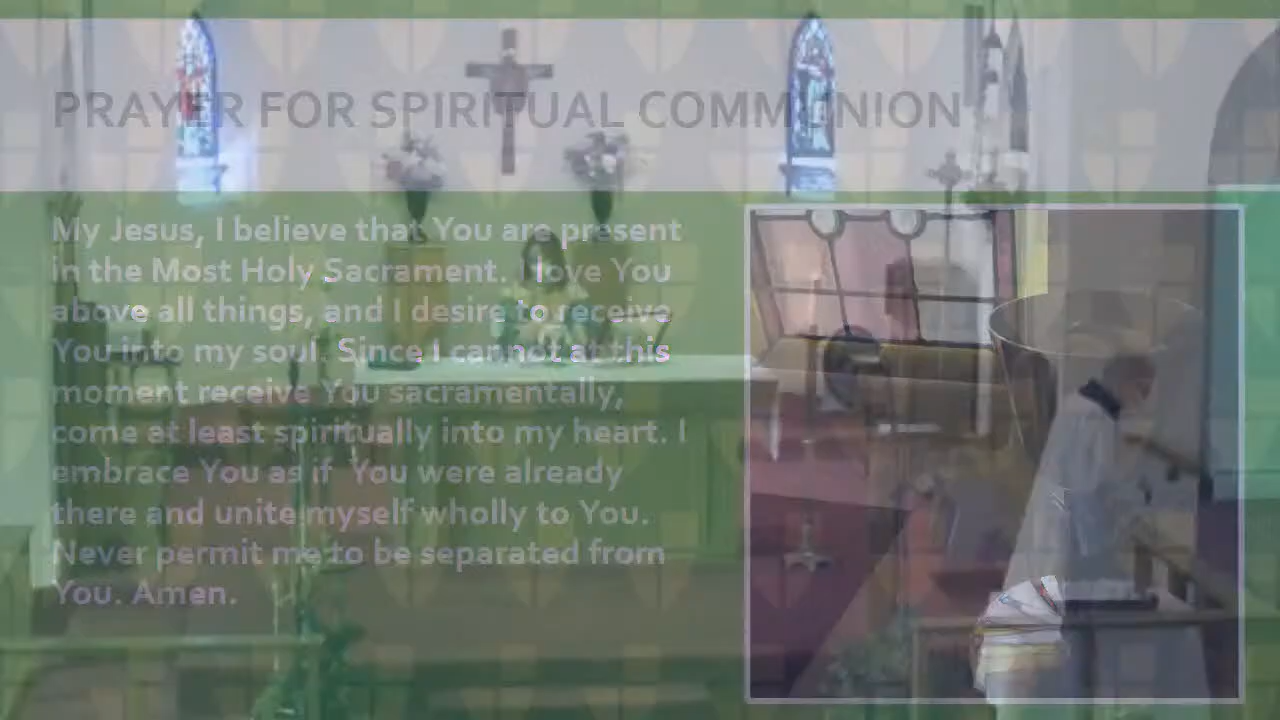 PRAYER FOR SPIRITUAL COMMUNION
My Jesus, I believe that You are present
in the Most Holy Sacrament. I love You
above all things, and I desire to receive
You into my soul. Since I cannot at this
moment receive You sacramentally,
come at least spiritually into my heart. I
embrace You as if You were already
there and unite myself wholly to You.
Never permit me to be separated from
You. Amen.